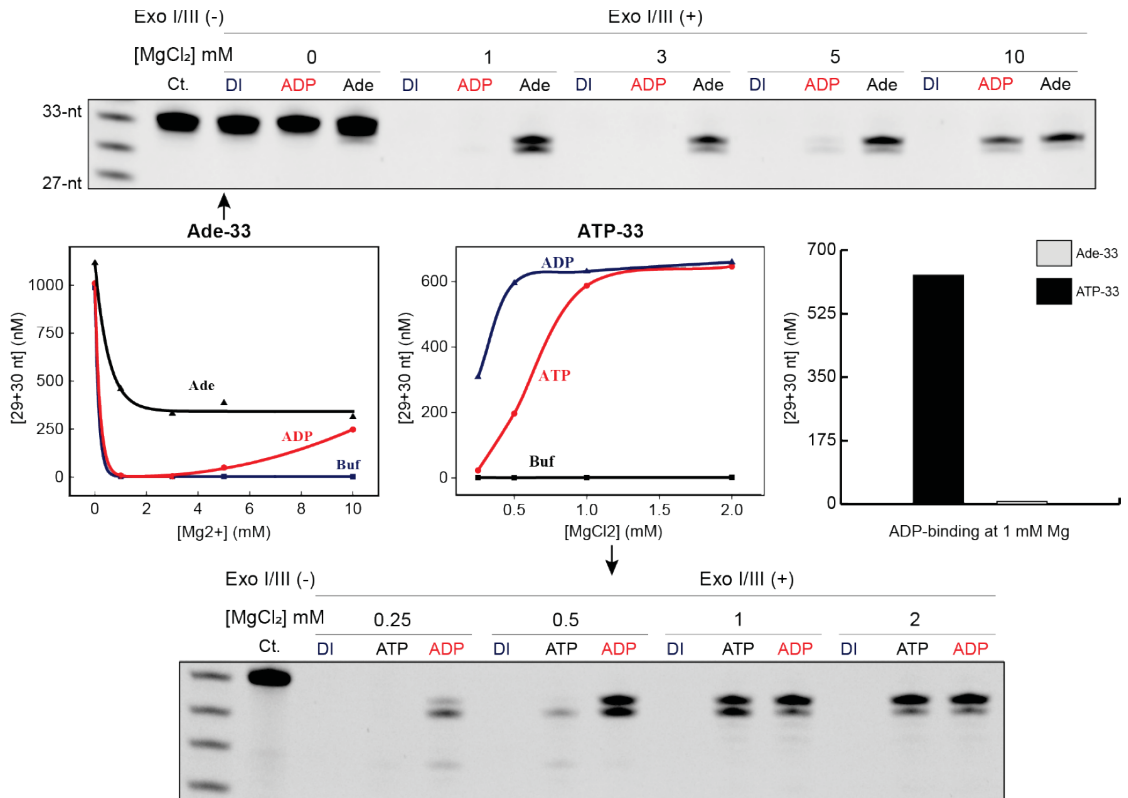 Exo I/III (-) Exo I/III (+)
[MgCl₂] mM 0 1 3 5 10
Ct. DI ADP Ade DI ADP Ade DI ADP Ade DI ADP Ade DI ADP Ade
33-nt
27-nt
Ade-33
[29+30 nt] (nM)
1000
750
500
250
0
Ade
ADP
Buf
0 2 4 6 8 10
[Mg2+] (mM)
ATP-33
[29+30 nt] (nM)
600
400
200
0
ADP
ATP
Buf
0.5 1.0 1.5 2.0
[MgCl2] (mM)
[29+30 nt] (nM)
700
525
350
175
0
Ade-33
ATP-33
ADP-binding at 1 mM Mg
Exo I/III (-) Exo I/III (+)
[MgCl₂] mM 0.25 0.5 1 2
Ct. DI ATP ADP DI ATP ADP DI ATP ADP DI ATP ADP